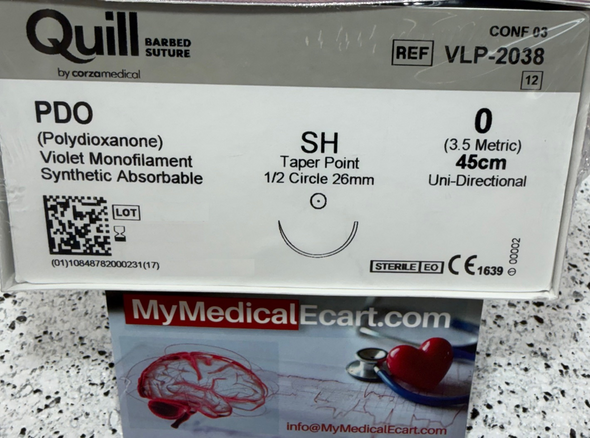 Quill BARBED SUTURE
by corzamedical
CONF 03
REF VLP-2038
12
PDO
(Polydioxanone)
Violet Monofilament
Synthetic Absorbable
SH
Taper Point
1/2 Circle 26mm
0
(3.5 Metric)
45cm
Uni-Directional
LOT
(01)10848782000231(17)
STERILE EO CE 1639
00002
MyMedicalEcart.com
info@MyMedicalEcart.com